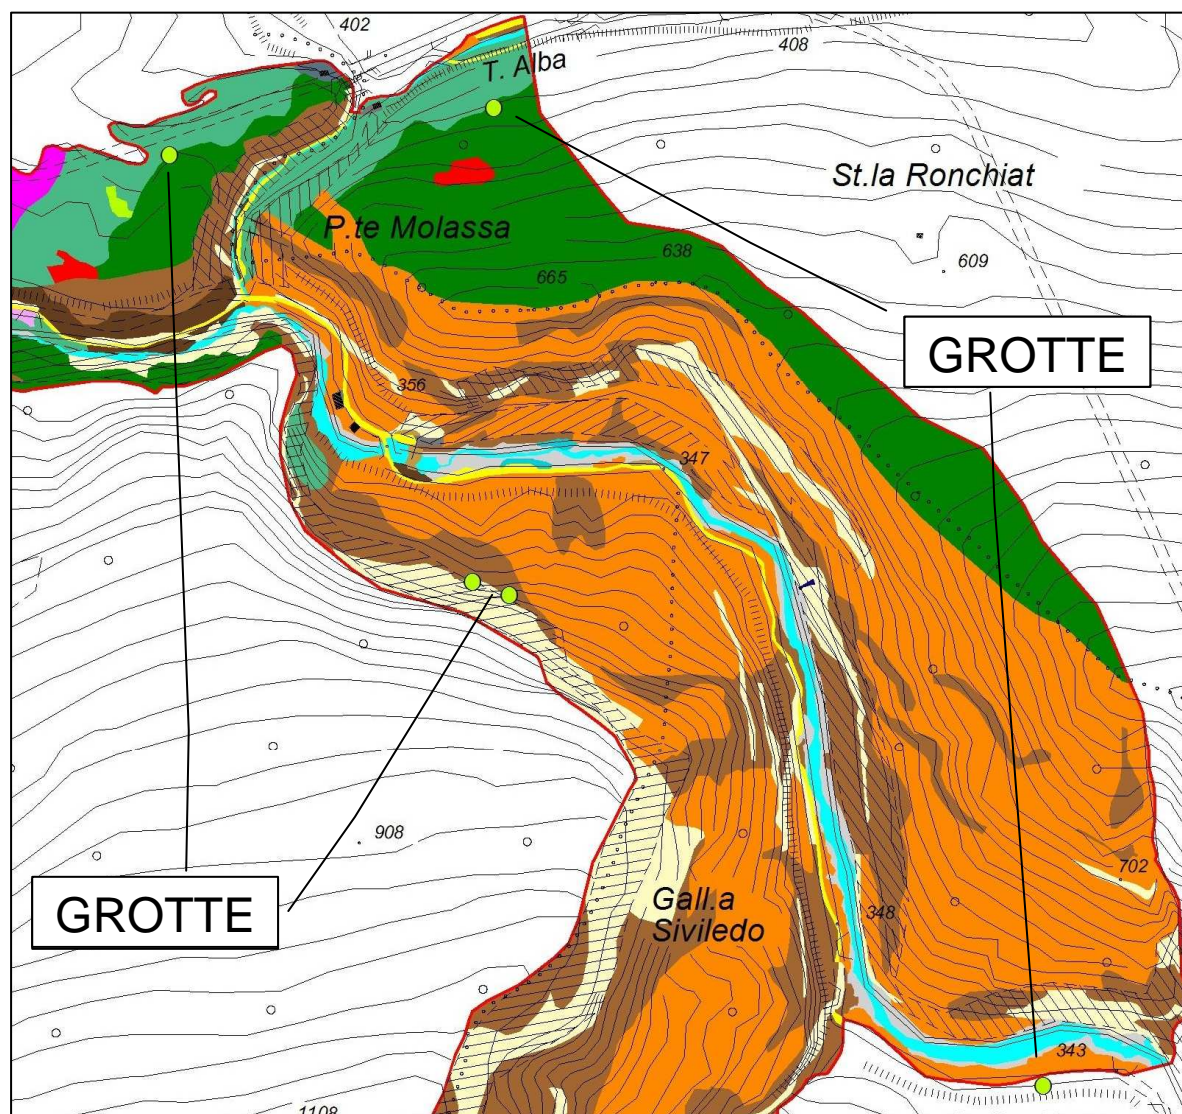 402
408
T. Alba
St.la Ronchiat
P.te Molassa
638
609
665
GROTTE
356
347
908
702
GROTTE
Gall.a
Siviledo
348
343
1108